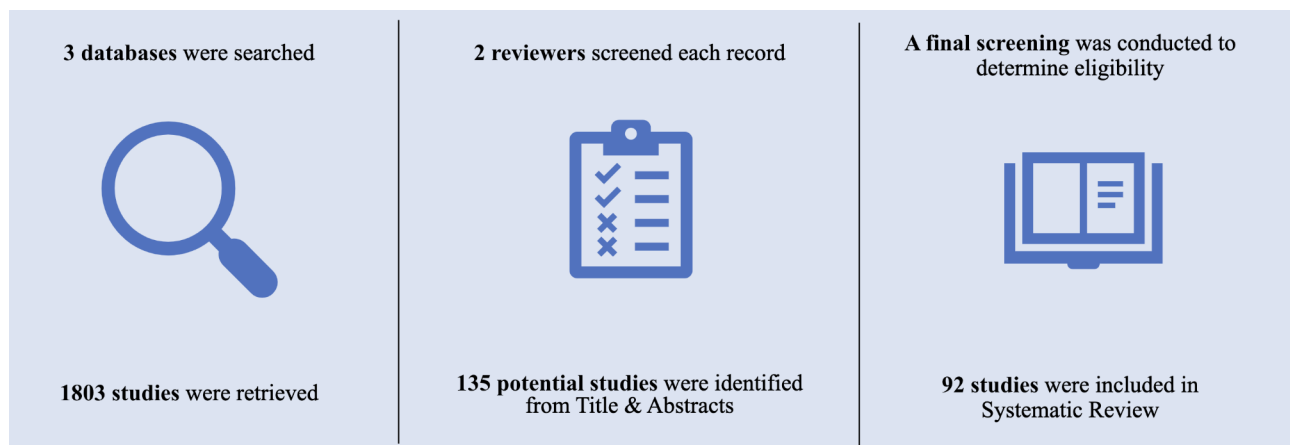 3 databases were searched
1803 studies were retrieved
2 reviewers screened each record
135 potential studies were identified
from Title & Abstracts
A final screening was conducted to
determine eligibility
92 studies were included in
Systematic Review